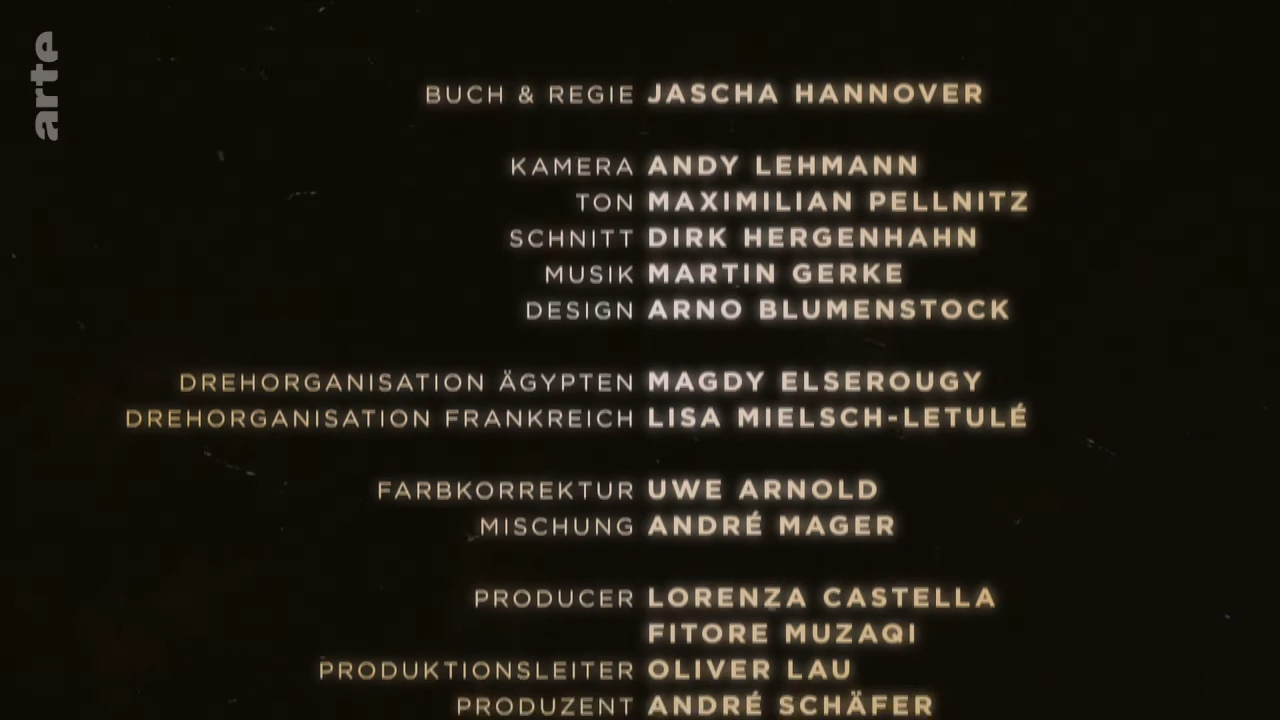 arte
BUCH & REGIE JASCHA HANNOVER
KAMERA ANDY LEHMANN
TON MAXIMILIAN PELLNITZ
SCHNITT DIRK HERGENHAHN
MUSIK MARTIN GERKE
DESIGN ARNO BLUMENSTOCK
DREHORGANISATION ÄGYPTEN MAGDY ELSEROUGY
DREHORGANISATION FRANKREICH LISA MIELSCH-LETULÉ
FARBKORREKTUR UWE ARNOLD
MISCHUNG ANDRÉ MAGER
PRODUCER LORENZA CASTELLA
FITORE MUZAQI
PRODUKTIONSLEITER OLIVER LAU
PRODUZENT ANDRÉ SCHÄFER